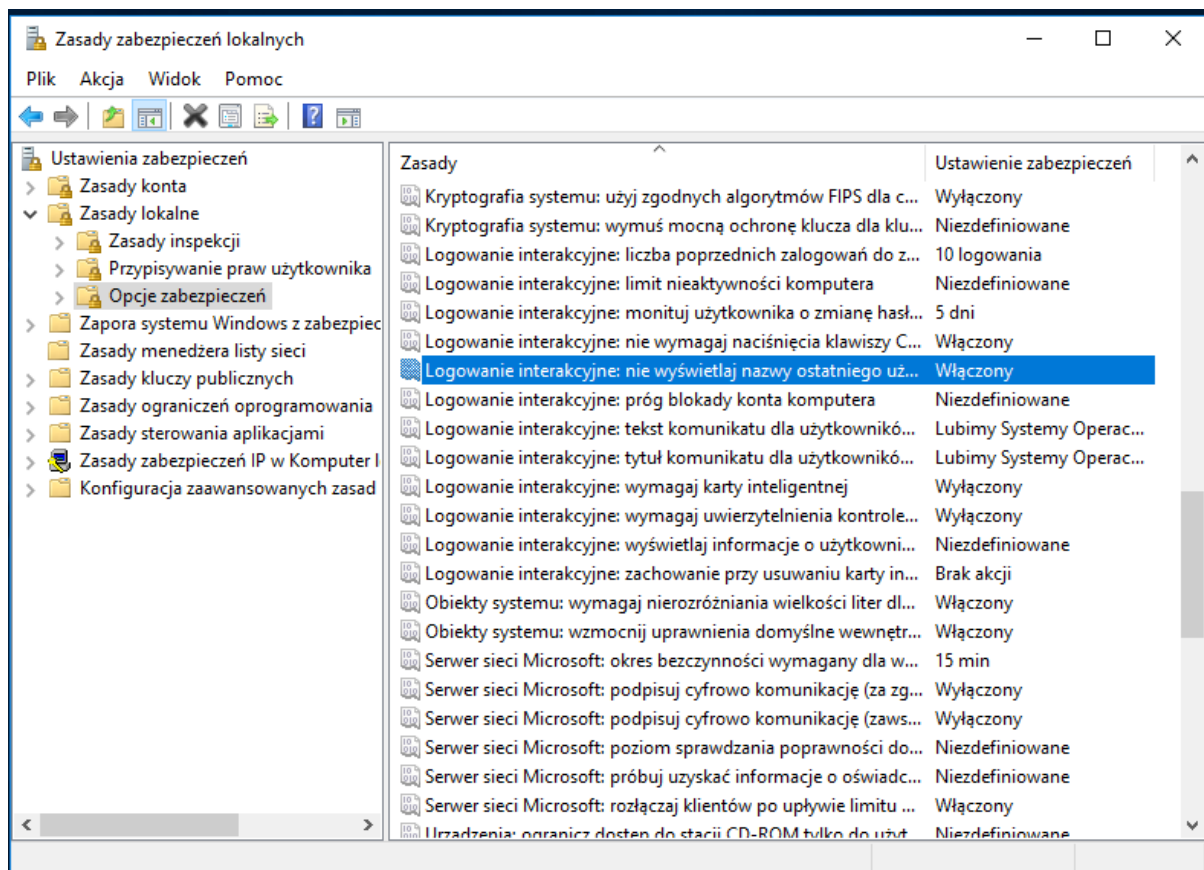 Zasady zabezpieczeń lokalnych
Plik Akcja Widok Pomoc
Ustawienia zabezpieczeń
Zasady konta
Zasady lokalne
Zasady inspekcji
Przypisywanie praw użytkownika
Opcje zabezpieczeń
Zapora systemu Windows z zabezpiec
Zasady menedżera listy sieci
Zasady kluczy publicznych
Zasady ograniczeń oprogramowania
Zasady sterowania aplikacjami
Zasady zabezpieczeń IP w Komputer l
Konfiguracja zaawansowanych zasad
Zasady Ustawienie zabezpieczeń
Kryptografia systemu: użyj zgodnych algorytmów FIPS dla c... Wyłączony
Kryptografia systemu: wymuś mocną ochronę klucza dla klu... Niezdefiniowane
Logowanie interakcyjne: liczba poprzednich zalogowań do z... 10 logowania
Logowanie interakcyjne: limit nieaktywności komputera Niezdefiniowane
Logowanie interakcyjne: monituj użytkownika o zmianę hasł... 5 dni
Logowanie interakcyjne: nie wymagaj naciśnięcia klawiszy C... Włączony
Logowanie interakcyjne: nie wyświetlaj nazwy ostatniego uż... Włączony
Logowanie interakcyjne: próg blokady konta komputera Niezdefiniowane
Logowanie interakcyjne: tekst komunikatu dla użytkownikó... Lubimy Systemy Operac...
Logowanie interakcyjne: tytuł komunikatu dla użytkownikó... Lubimy Systemy Operac...
Logowanie interakcyjne: wymagaj karty inteligentnej Wyłączony
Logowanie interakcyjne: wymagaj uwierzytelnienia kontrole... Wyłączony
Logowanie interakcyjne: wyświetlaj informacje o użytkowni... Niezdefiniowane
Logowanie interakcyjne: zachowanie przy usuwaniu karty in... Brak akcji
Obiekty systemu: wymagaj nierozróżniania wielkości liter dl... Włączony
Obiekty systemu: wzmocnij uprawnienia domyślne wewnętr... Włączony
Serwer sieci Microsoft: okres bezczynności wymagany dla w... 15 min
Serwer sieci Microsoft: podpisuj cyfrowo komunikację (za zg... Wyłączony
Serwer sieci Microsoft: podpisuj cyfrowo komunikację (zaws... Wyłączony
Serwer sieci Microsoft: poziom sprawdzania poprawności do... Niezdefiniowane
Serwer sieci Microsoft: próbuj uzyskać informacje o oświadc... Niezdefiniowane
Serwer sieci Microsoft: rozłączaj klientów po upływie limitu ... Włączony
Urządzenia: ogranicz dostęp do stacji CD-ROM tylko do użyt... Niezdefiniowane